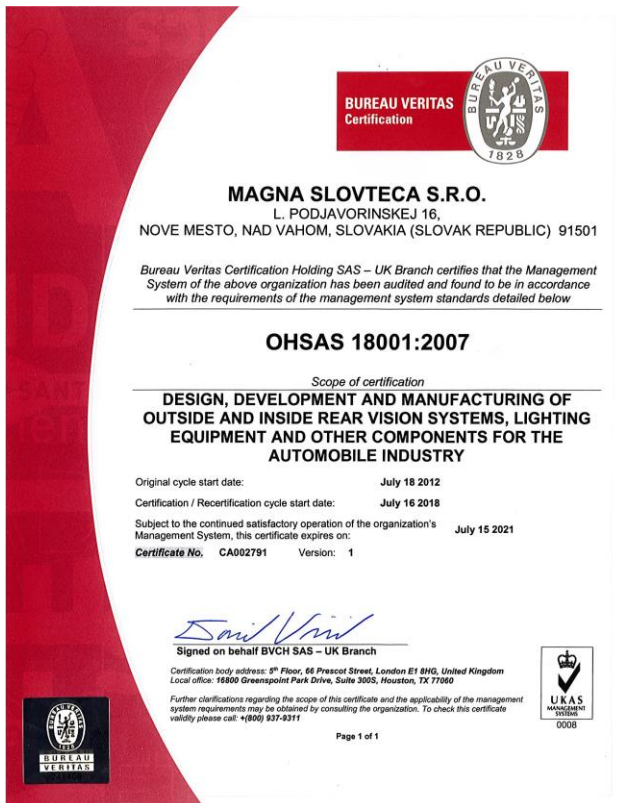 BUREAU VERITAS
Certification
BUREAU VERITAS
1828
MAGNA SLOVTECA S.R.O.
L. PODJAVORINSKEJ 16,
NOVE MESTO, NAD VAHOM, SLOVAKIA (SLOVAK REPUBLIC) 91501
Bureau Veritas Certification Holding SAS – UK Branch certifies that the Management
System of the above organization has been audited and found to be in accordance
with the requirements of the management system standards detailed below
OHSAS 18001:2007
Scope of certification
DESIGN, DEVELOPMENT AND MANUFACTURING OF
OUTSIDE AND INSIDE REAR VISION SYSTEMS, LIGHTING
EQUIPMENT AND OTHER COMPONENTS FOR THE
AUTOMOBILE INDUSTRY
Original cycle start date: July 18 2012
Certification / Recertification cycle start date: July 16 2018
Subject to the continued satisfactory operation of the organization's
Management System, this certificate expires on: July 15 2021
Certificate No. CA002791 Version: 1
Signed on behalf BVCH SAS – UK Branch
Certification body address: 5th Floor, 66 Prescot Street, London E1 8HG, United Kingdom
Local office: 16800 Greenspoint Park Drive, Suite 300S, Houston, TX 77060
Further clarifications regarding the scope of this certificate and the applicability of the management
system requirements may be obtained by consulting the organization. To check this certificate
validity please call: +(800) 937-9311
Page 1 of 1
UKAS
MANAGEMENT
SYSTEMS
0008
1828
BUREAU
VERITAS